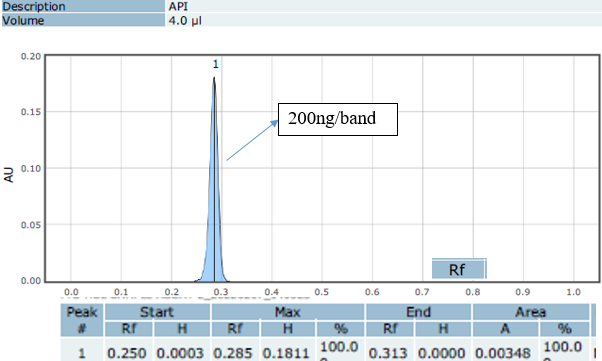 Description API
Volume 4.0 µl
0.20
1
0.15
200ng/band
0.10
AU
0.05
Rf
0.00
0.0 0.1 0.2 0.3 0.4 0.5 0.6 0.7 0.8 0.9 1.0
Peak Start Max End Area
# Rf H Rf H % Rf H A %
1 0.250 0.0003 0.285 0.1811 100.0 0.313 0.0000 0.00348 100.0